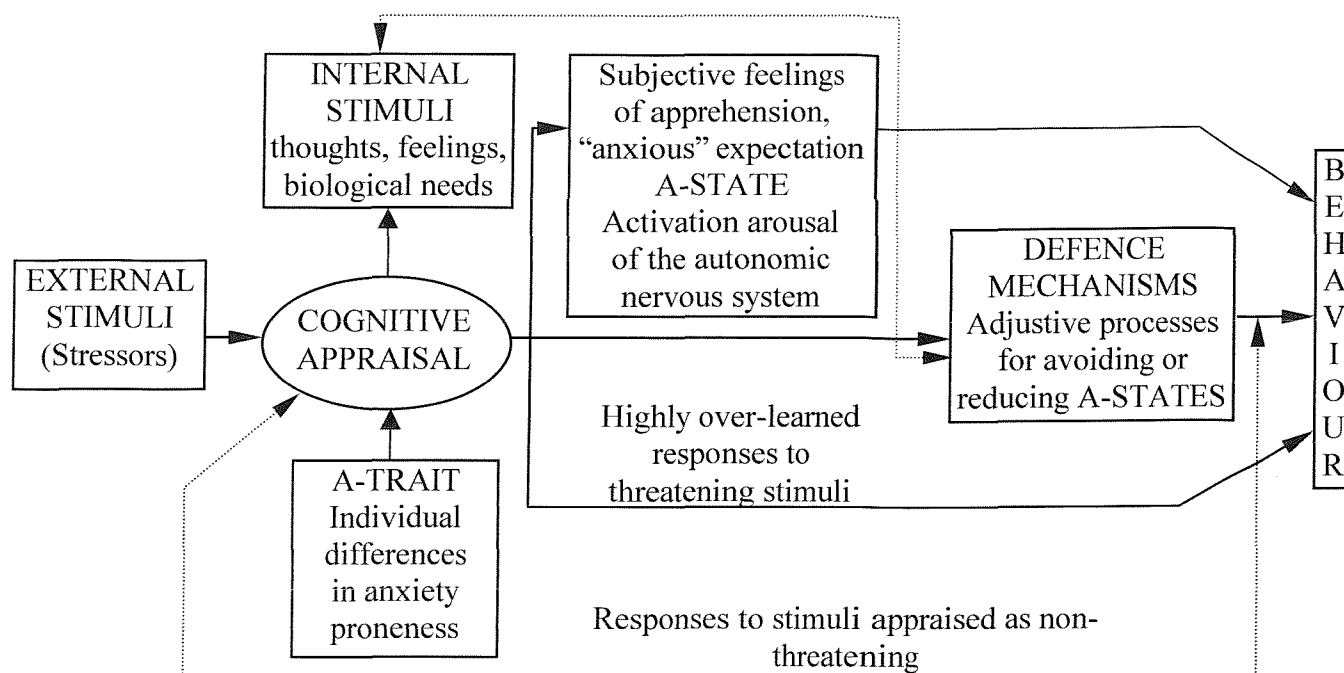 INTERNAL
STIMULI
thoughts, feelings,
biological needs
Subjective feelings
of apprehension,
“anxious” expectation
A-STATE
Activation arousal
of the autonomic
nervous system
EXTERNAL
STIMULI
(Stressors)
COGNITIVE
APPRAISAL
DEFENCE
MECHANISMS
Adjustive processes
for avoiding or
reducing A-STATES
B
E
H
A
V
I
O
U
R
Highly over-learned
responses to
threatening stimuli
A-TRAIT
Individual
differences
in anxiety
proneness
Responses to stimuli appraised as non-
threatening